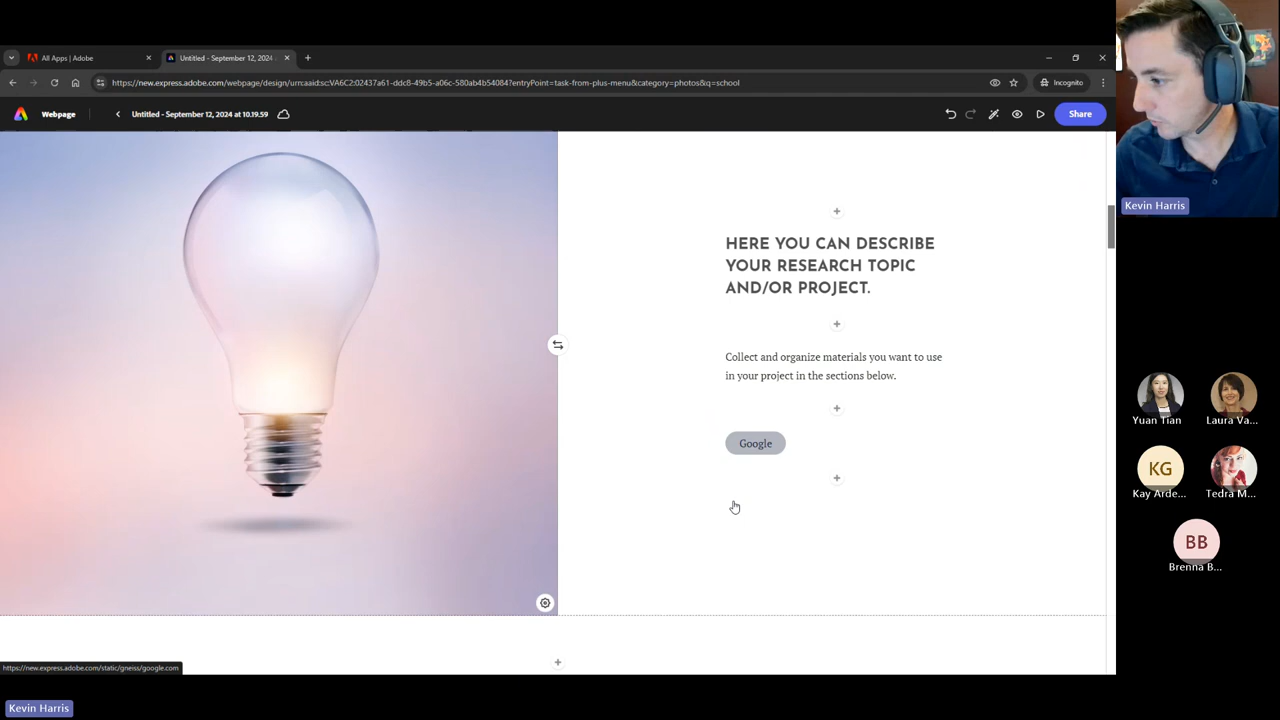 All Apps | Adobe
Untitled - September 12, 2024
https://new.express.adobe.com/webpage/design/urn:aaid:sc:VA6C2:02437a61-ddc8-49b5-a06c-580ab4b54084?entryPoint=task-from-plus-menu&category=photos&q=school
Incognito
Webpage
Untitled - September 12, 2024 at 10.19.59
Share
Kevin Harris
HERE YOU CAN DESCRIBE
YOUR RESEARCH TOPIC
AND/OR PROJECT.
Collect and organize materials you want to use
in your project in the sections below.
Google
Yuan Tian
Laura Va...
KG
Kay Arde...
Tedra M...
BB
Brenna B...
https://new.express.adobe.com/static/gneiss/google.com
Kevin Harris